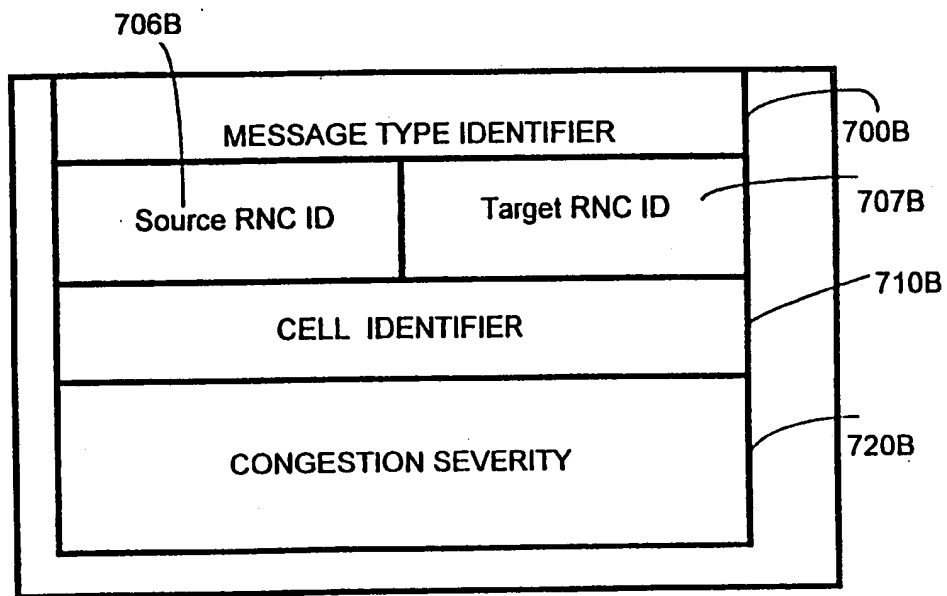 706B
MESSAGE TYPE IDENTIFIER
700B
Source RNC ID
Target RNC ID
707B
CELL IDENTIFIER
710B
CONGESTION SEVERITY
720B